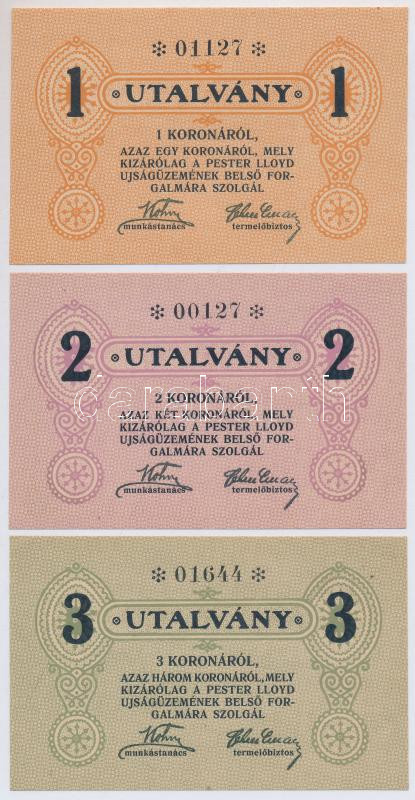 ✻ 01127 ✻
1 UTALVÁNY 1
1 KORONÁRÓL,
AZAZ EGY KORONÁRÓL, MELY
KIZÁRÓLAG A PESTER LLOYD
UJSÁGÜZEMÉNEK BELSŐ FOR-
GALMÁRA SZOLGÁL
munkástanács termelőbiztos
✻ 00127 ✻
2 UTALVÁNY 2
2 KORONÁRÓL,
AZAZ KÉT KORONÁRÓL, MELY
KIZÁRÓLAG A PESTER LLOYD
UJSÁGÜZEMÉNEK BELSŐ FOR-
GALMÁRA SZOLGÁL
munkástanács termelőbiztos
✻ 01644 ✻
3 UTALVÁNY 3
3 KORONÁRÓL,
AZAZ HÁROM KORONÁRÓL, MELY
KIZÁRÓLAG A PESTER LLOYD
UJSÁGÜZEMÉNEK BELSŐ FOR-
GALMÁRA SZOLGÁL
munkástanács termelőbiztos